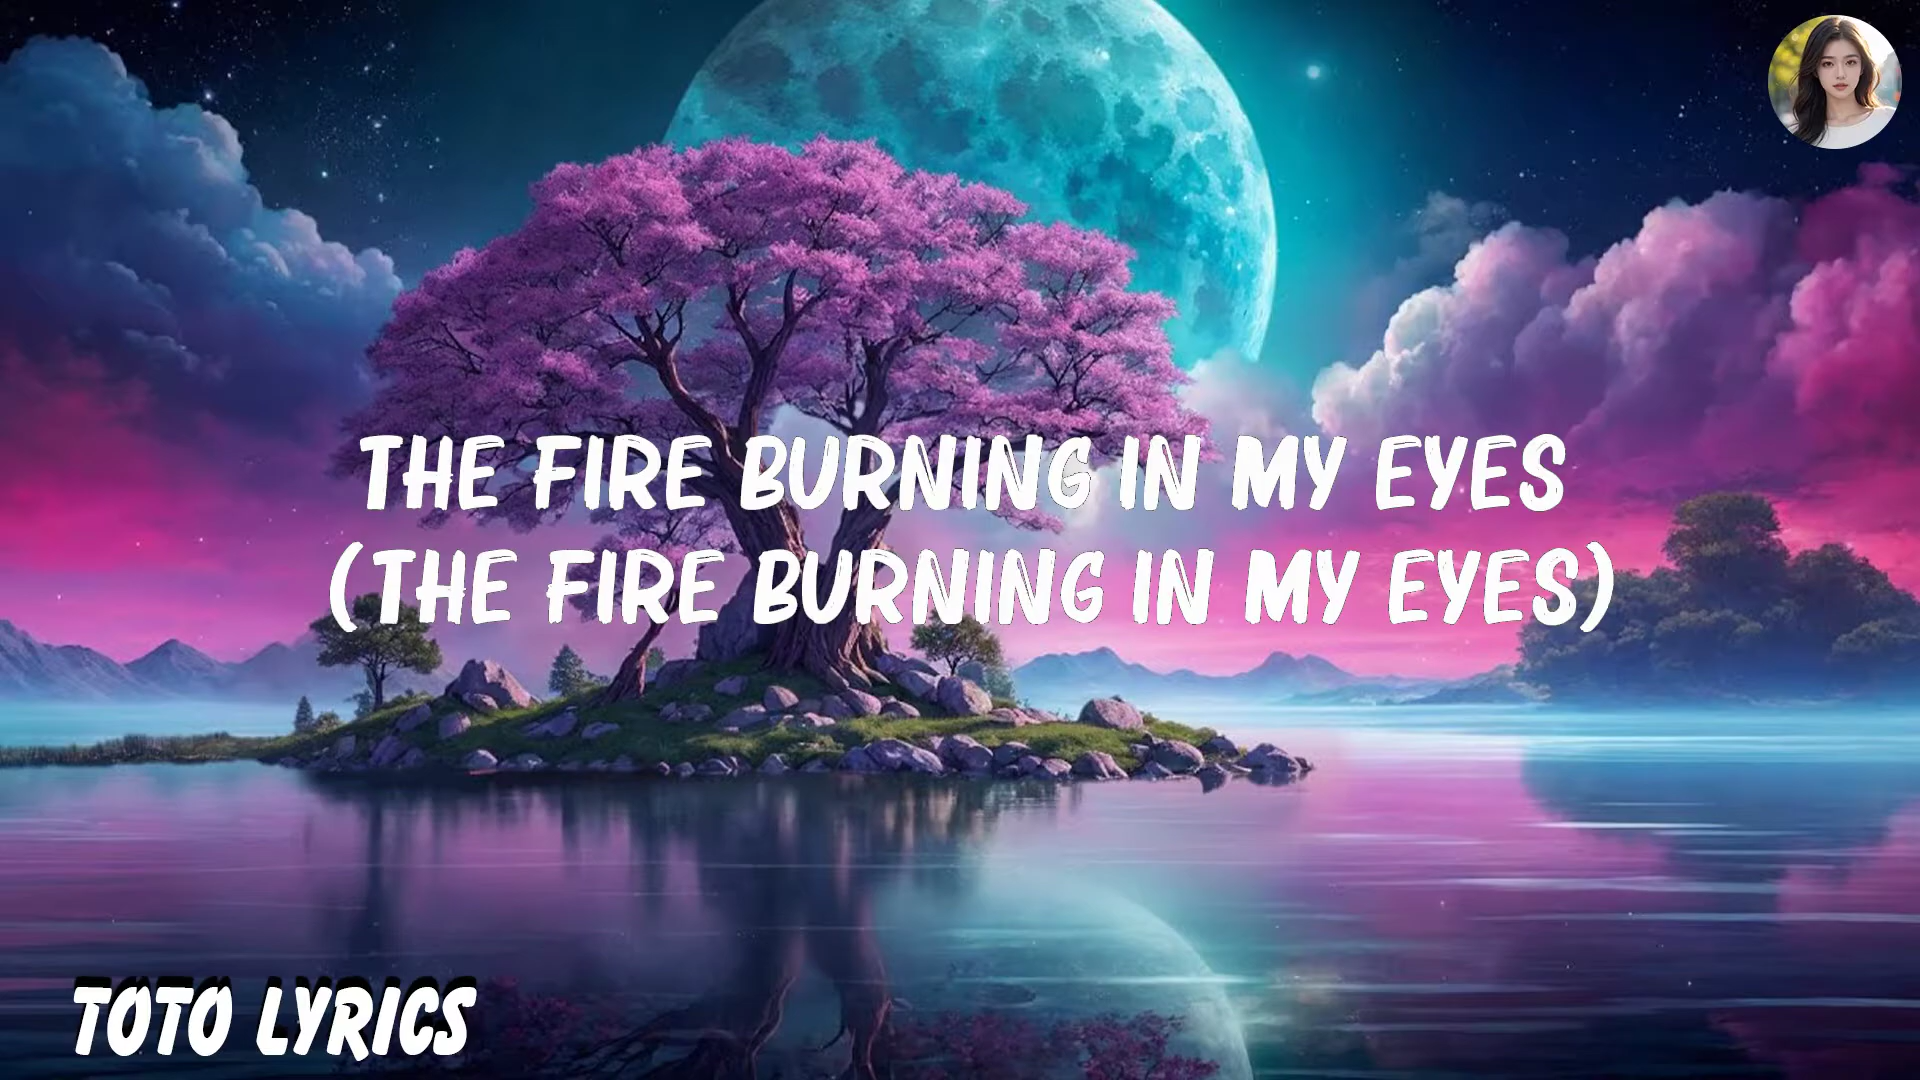 THE FIRE BURNING IN MY EYES
(THE FIRE BURNING IN MY EYES)
TOTO LYRICS